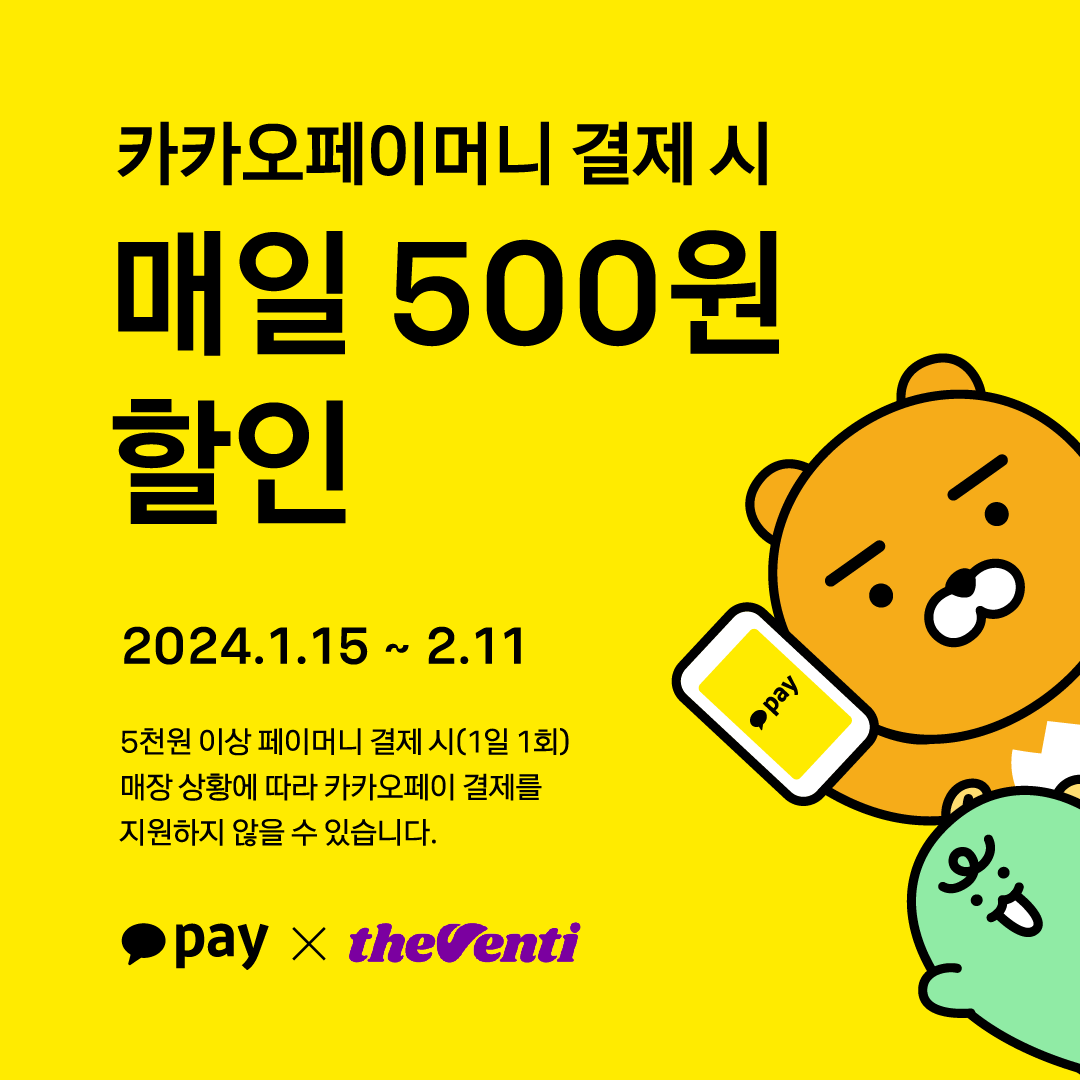 카카오페이머니 결제 시
매일 500원
할인
2024.1.15 ~ 2.11
5천원 이상 페이머니 결제 시(1일 1회)
매장 상황에 따라 카카오페이 결제를
지원하지 않을 수 있습니다.
pay
pay × theVenti